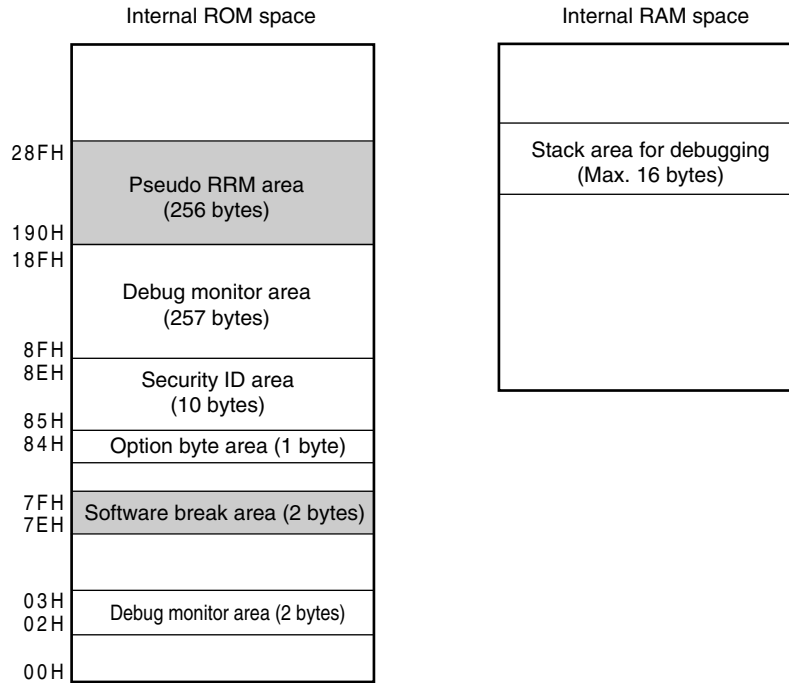 Internal ROM space
Internal RAM space
28FH
Pseudo RRM area
(256 bytes)
190H
18FH
Debug monitor area
(257 bytes)
8FH
8EH
Security ID area
(10 bytes)
85H
84H
Option byte area (1 byte)
7FH
Software break area (2 bytes)
7EH
03H
Debug monitor area (2 bytes)
02H
00H
Stack area for debugging
(Max. 16 bytes)